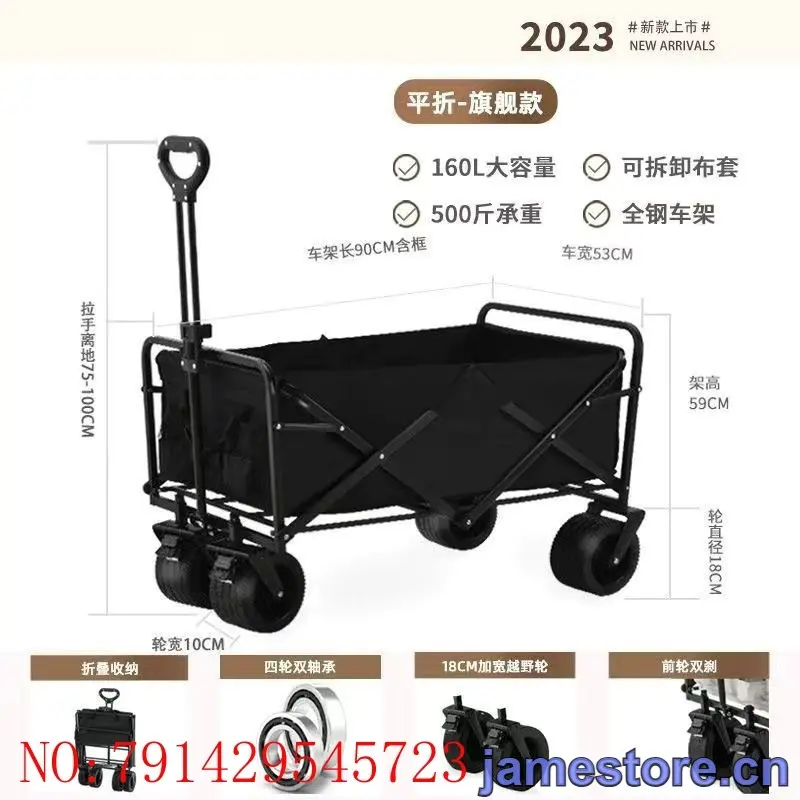 2023
#新款上市#
NEW ARRIVALS
平折-旗舰款
160L大容量
可拆卸布套
500斤承重
全钢车架
车架长90CM含框
车宽53CM
拉手离地75-100CM
架高
59CM
轮直径18CM
轮宽10CM
折叠收纳
四轮双轴承
18CM加宽越野轮
前轮双刹
NO:791429545723
jamestore.cn